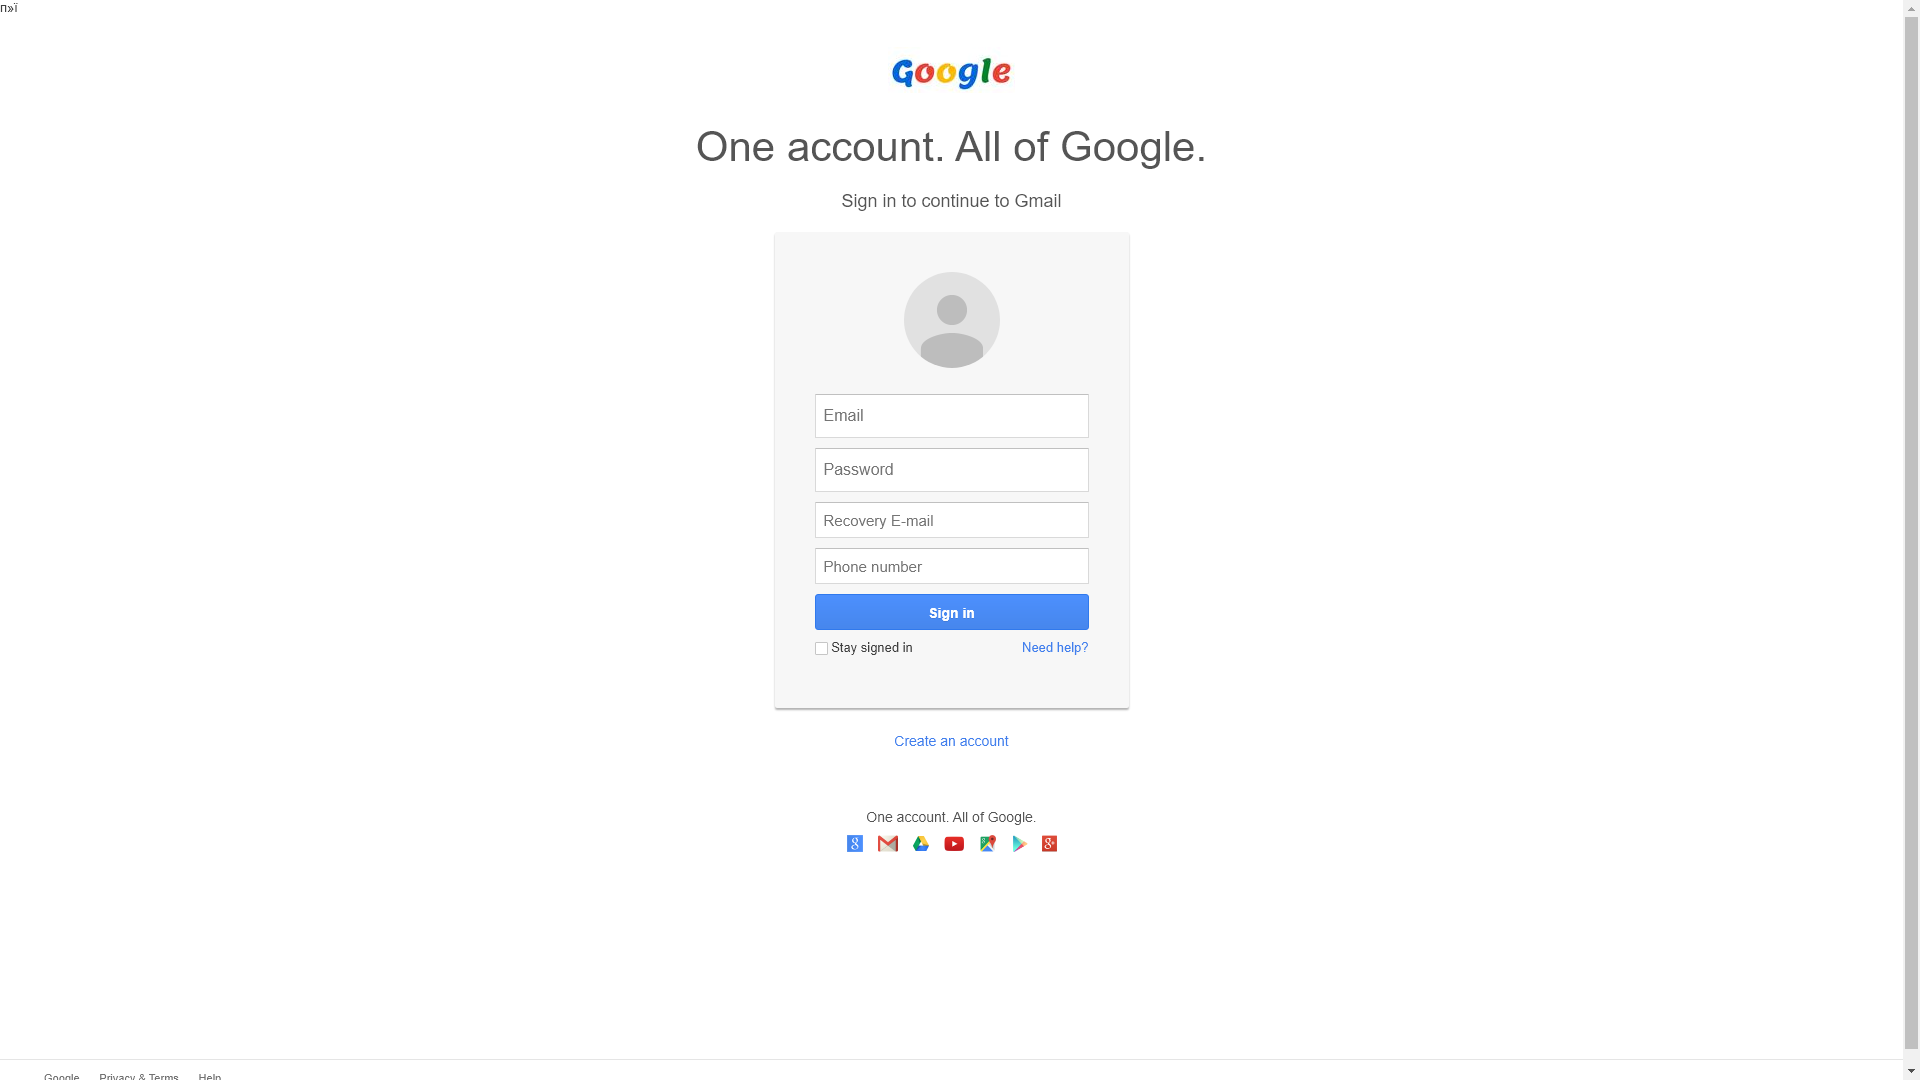 п»ї
Google
One account. All of Google.
Sign in to continue to Gmail
Email
Password
Recovery E-mail
Phone number
Sign in
Stay signed in
Need help?
Create an account
One account. All of Google.
Google
Privacy & Terms
Help